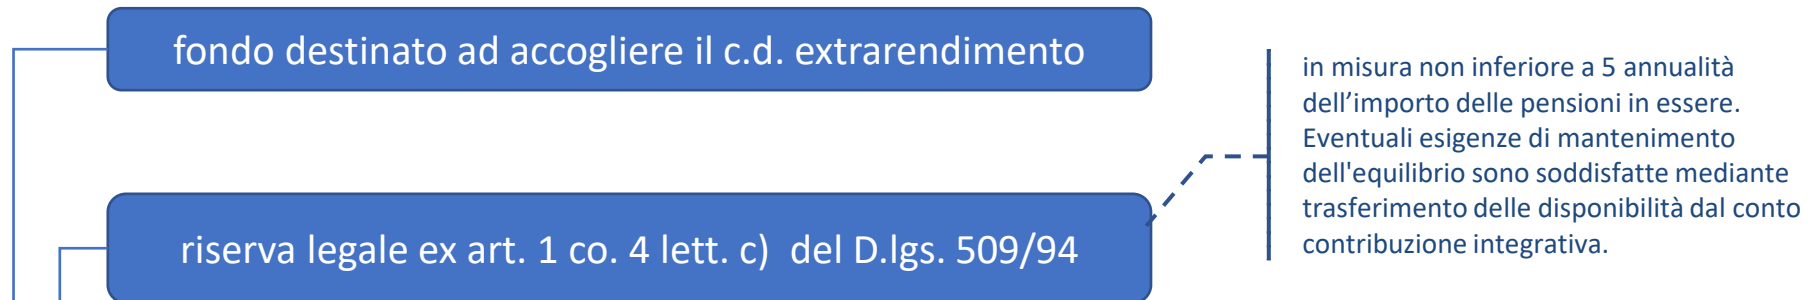 fondo destinato ad accogliere il c.d. extrarendimento
in misura non inferiore a 5 annualità
dell’importo delle pensioni in essere.
Eventuali esigenze di mantenimento
dell'equilibrio sono soddisfatte mediante
trasferimento delle disponibilità dal conto
contribuzione integrativa.
riserva legale ex art. 1 co. 4 lett. c)  del D.lgs. 509/94